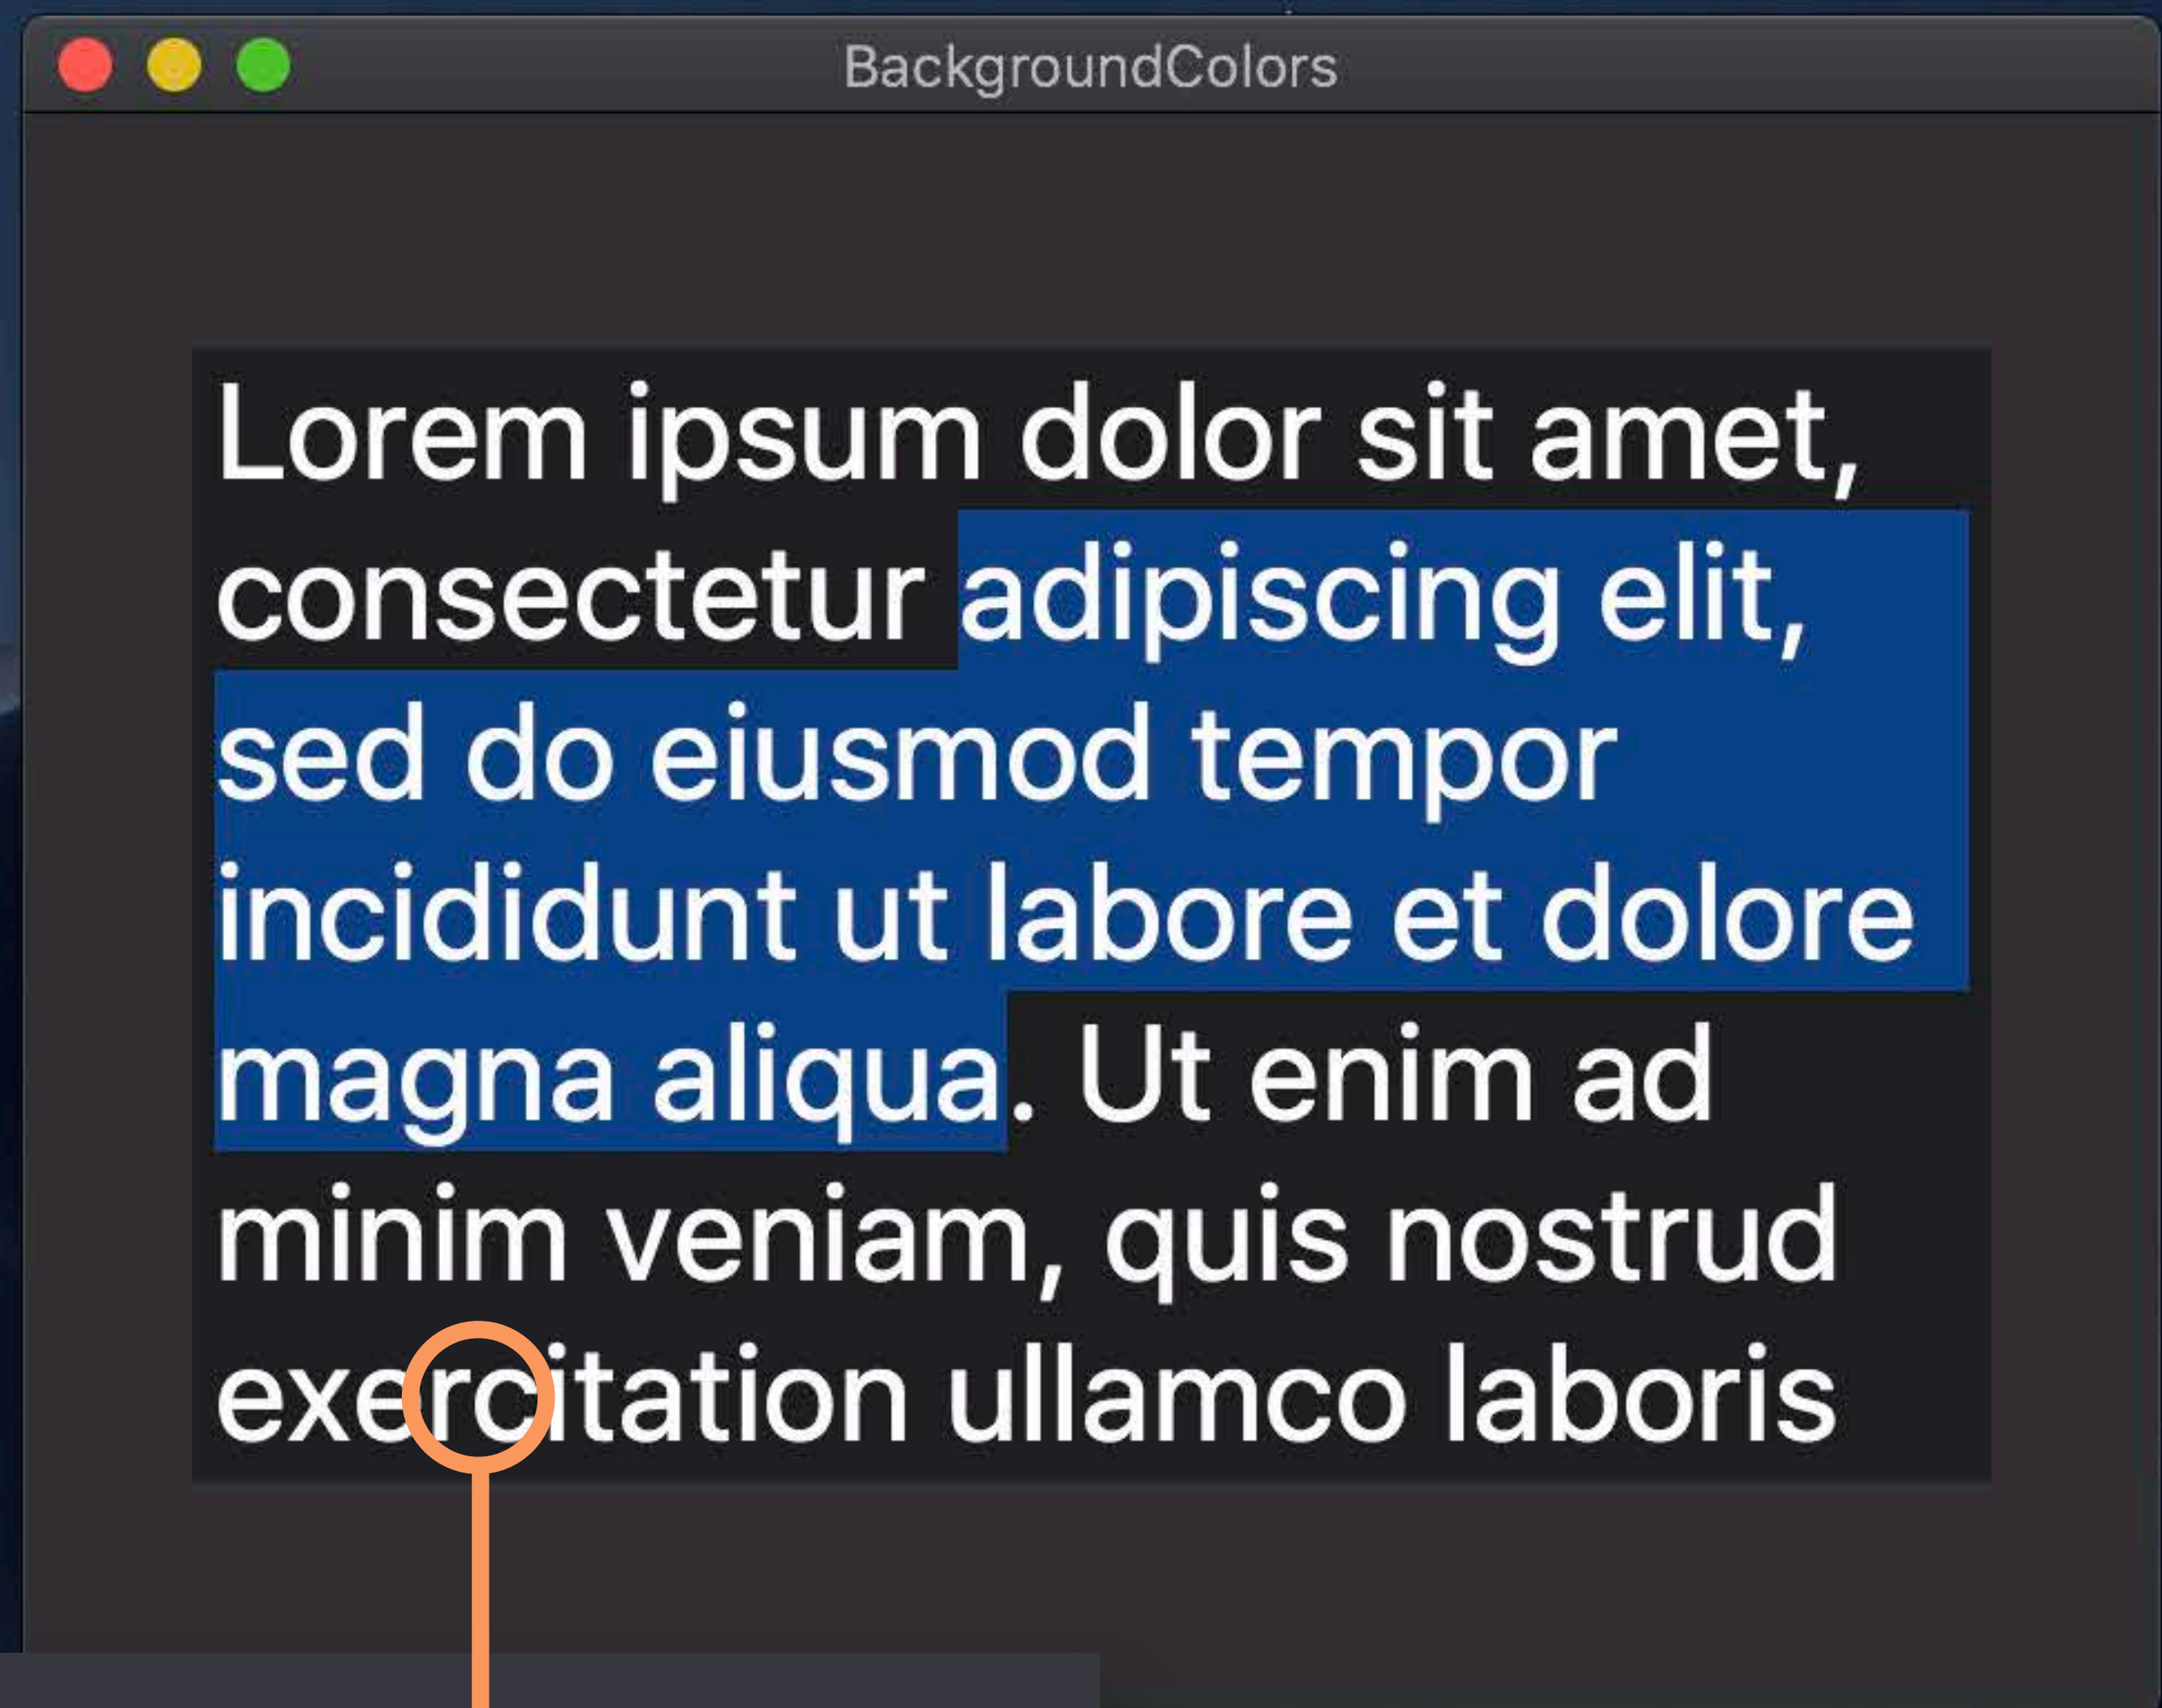 BackgroundColors
Lorem ipsum dolor sit amet,
consectetur adipiscing elit,
sed do eiusmod tempor
incididunt ut labore et dolore
magna aliqua. Ut enim ad
minim veniam, quis nostrud
exercitation ullamco laboris